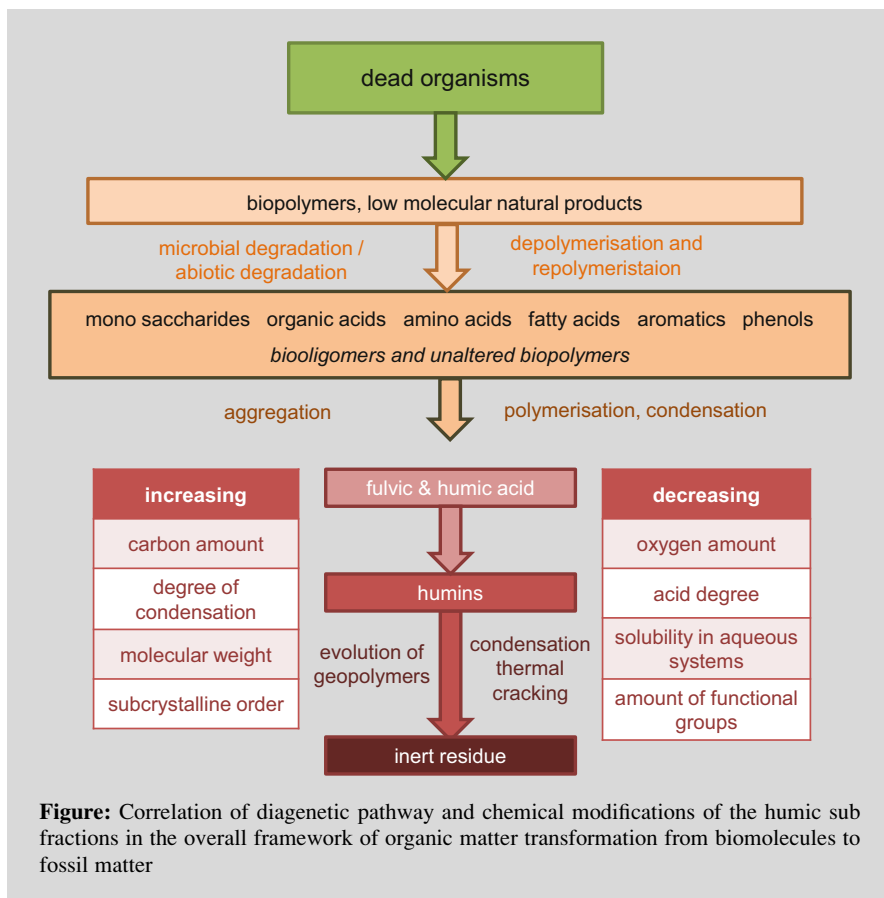 dead organisms
biopolymers, low molecular natural products
microbial degradation /
abiotic degradation
depolymerisation and
repolymeristaion
mono saccharides organic acids amino acids fatty acids aromatics phenols
biooligomers and unaltered biopolymers
aggregation
polymerisation, condensation
increasing
carbon amount
degree of
condensation
molecular weight
subcrystalline order
fulvic & humic acid
humins
evolution of
geopolymers
condensation
thermal
cracking
inert residue
decreasing
oxygen amount
acid degree
solubility in aqueous
systems
amount of functional
groups
Figure: Correlation of diagenetic pathway and chemical modifications of the humic sub
fractions in the overall framework of organic matter transformation from biomolecules to
fossil matter